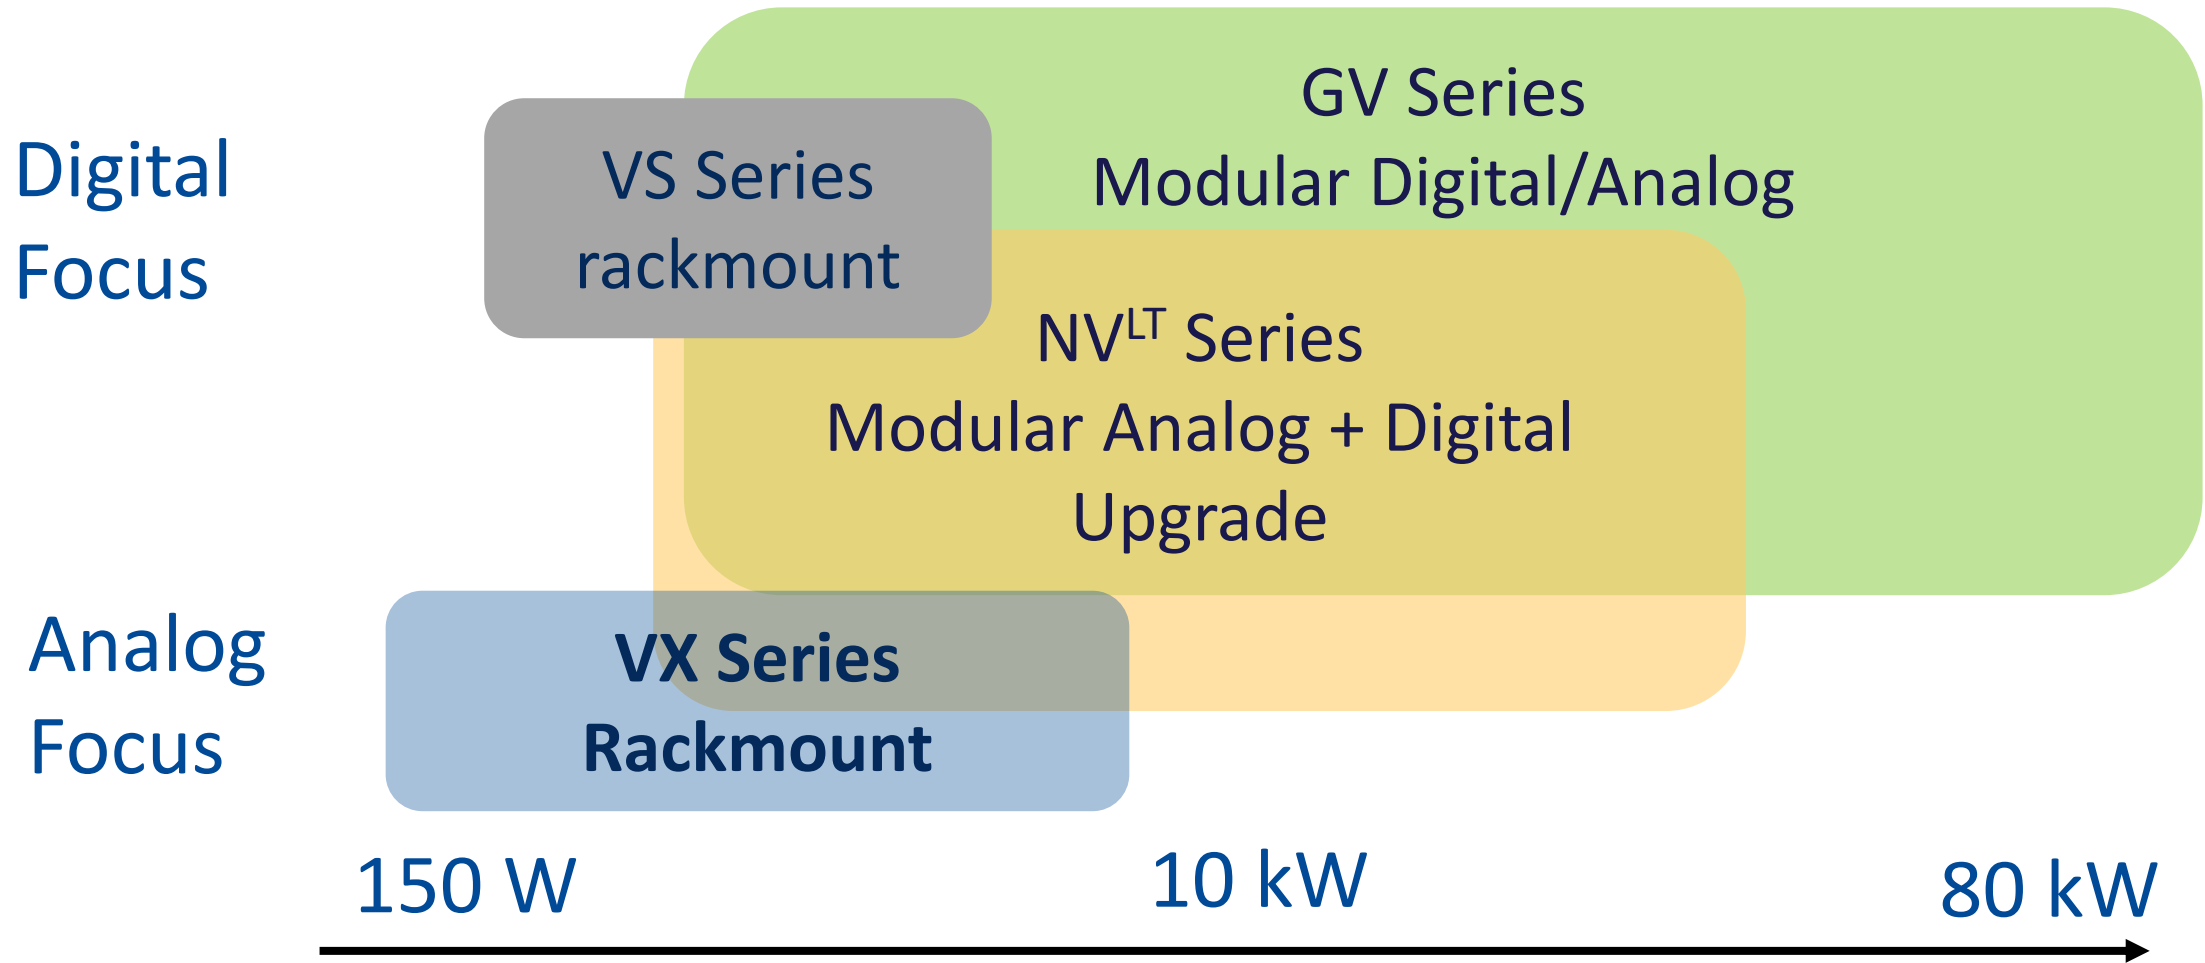 GV Series
Modular Digital/Analog
Digital
Focus
VS Series
rackmount
NVᴸᵀ Series
Modular Analog + Digital
Upgrade
Analog
Focus
VX Series
Rackmount
150 W
10 kW
80 kW